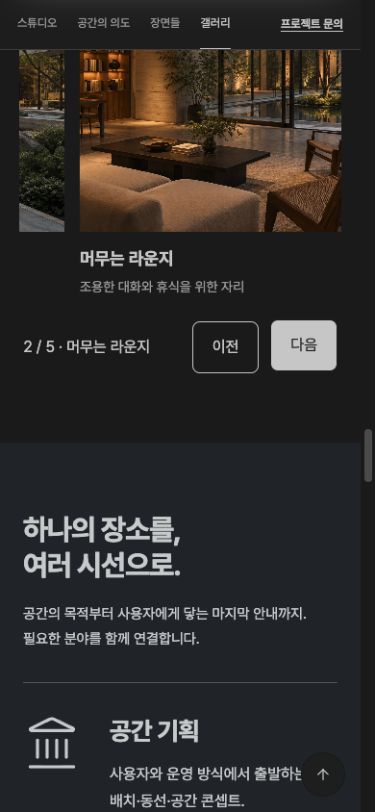 스튜디오 공간의 의도 장면들 갤러리 프로젝트 문의
머무는 라운지
조용한 대화와 휴식을 위한 자리
2 / 5 · 머무는 라운지 이전 다음
하나의 장소를,
여러 시선으로.
공간의 목적부터 사용자에게 닿는 마지막 안내까지.
필요한 분야를 함께 연결합니다.
공간 기획
사용자와 운영 방식에서 출발하는
배치·동선·공간 콘셉트.